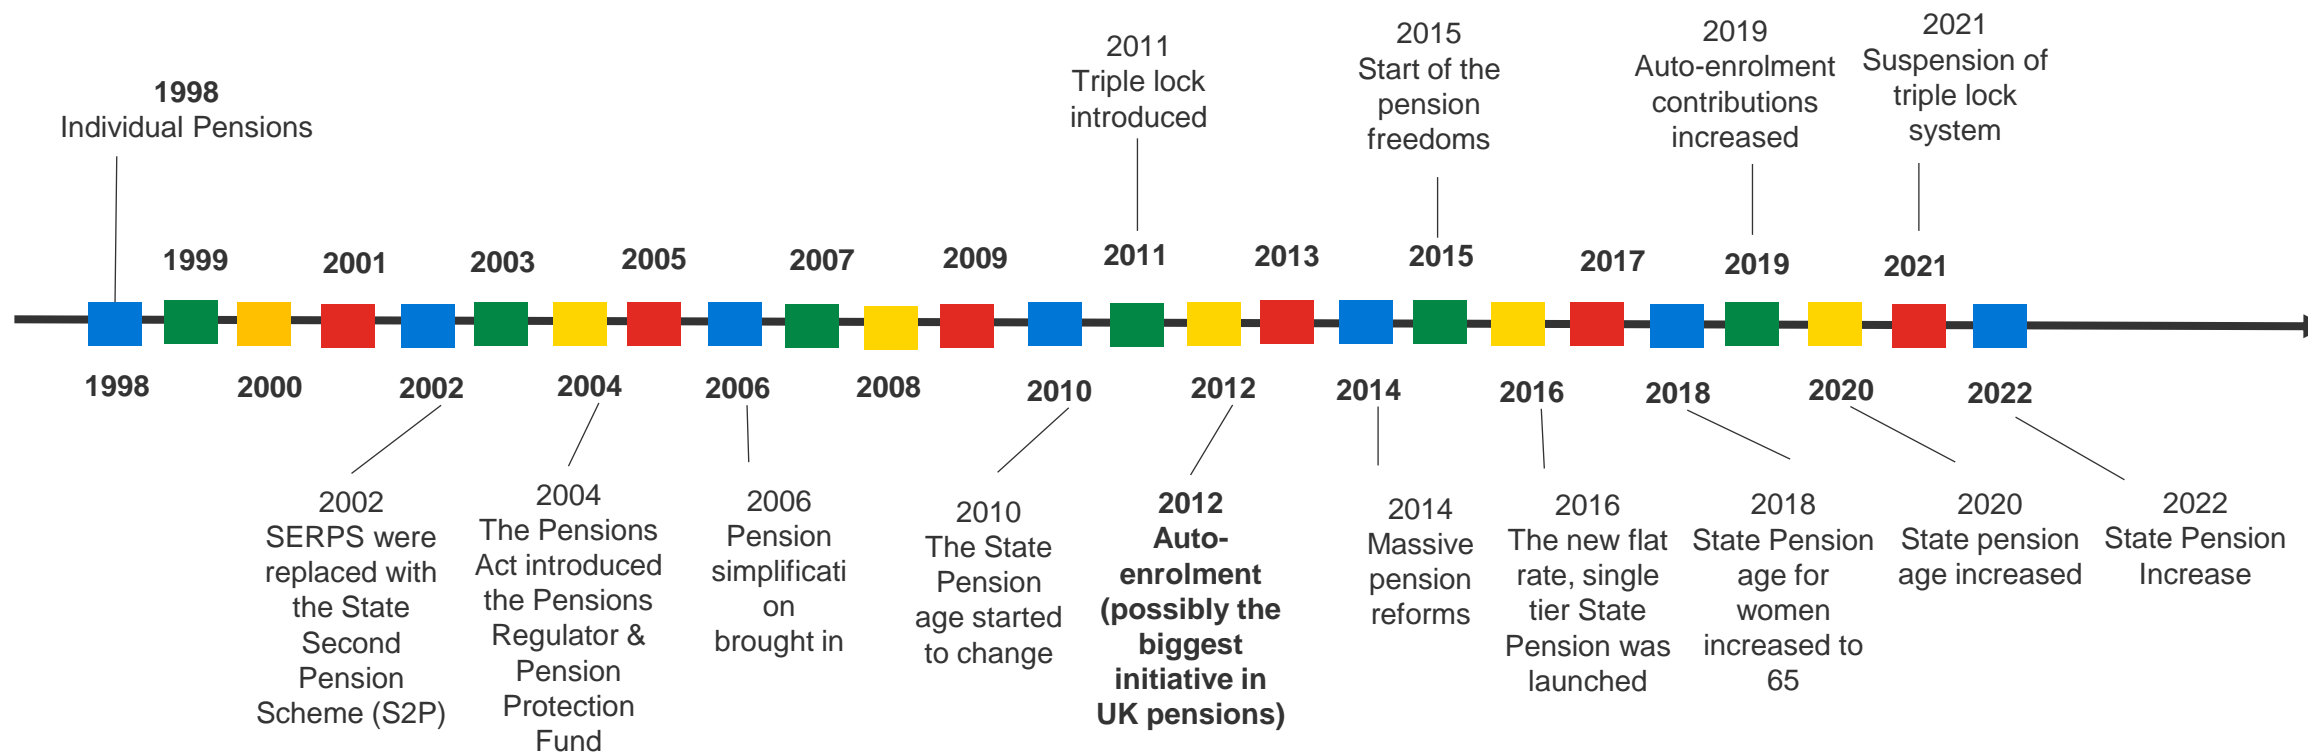 1998
Individual Pensions
2011
Triple lock
introduced
2015
Start of the
pension
freedoms
2019
Auto-enrolment
contributions
increased
2021
Suspension of
triple lock
system
1999
2001
2003
2005
2007
2009
2011
2013
2015
2017
2019
2021
1998
2000
2002
2004
2006
2008
2010
2012
2014
2016
2018
2020
2022
2002
SERPS were
replaced with
the State
Second
Pension
Scheme (S2P)
2004
The Pensions
Act introduced
the Pensions
Regulator &
Pension
Protection
Fund
2006
Pension
simplificati
on
brought in
2010
The State
Pension
age started
to change
2012
Auto-
enrolment
(possibly the
biggest
initiative in
UK pensions)
2014
Massive
pension
reforms
2016
The new flat
rate, single
tier State
Pension was
launched
2018
State Pension
age for
women
increased to
65
2020
State pension
age increased
2022
State Pension
Increase